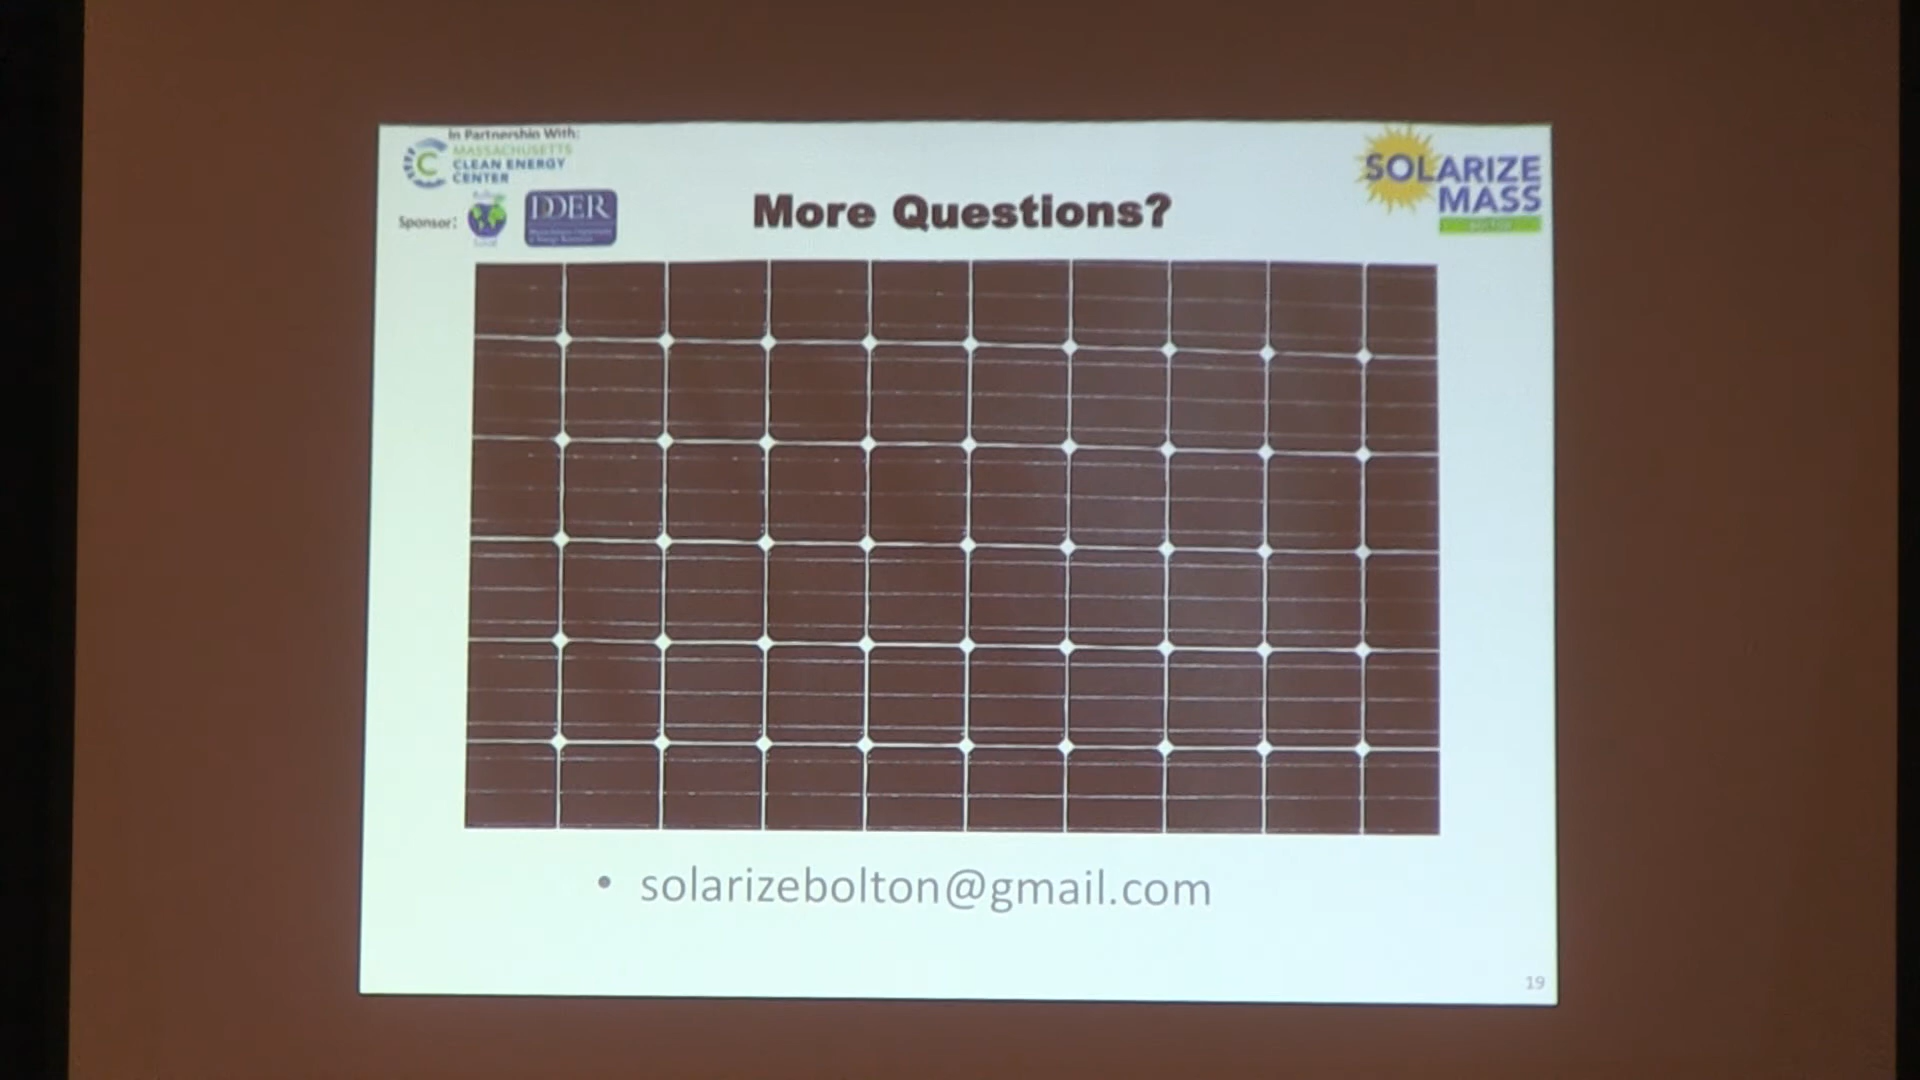 In Partnership With:
MASSACHUSETTS
CLEAN ENERGY
CENTER
Sponsor:
DOER
More Questions?
SOLARIZE
MASS
• solarizebolton@gmail.com
19